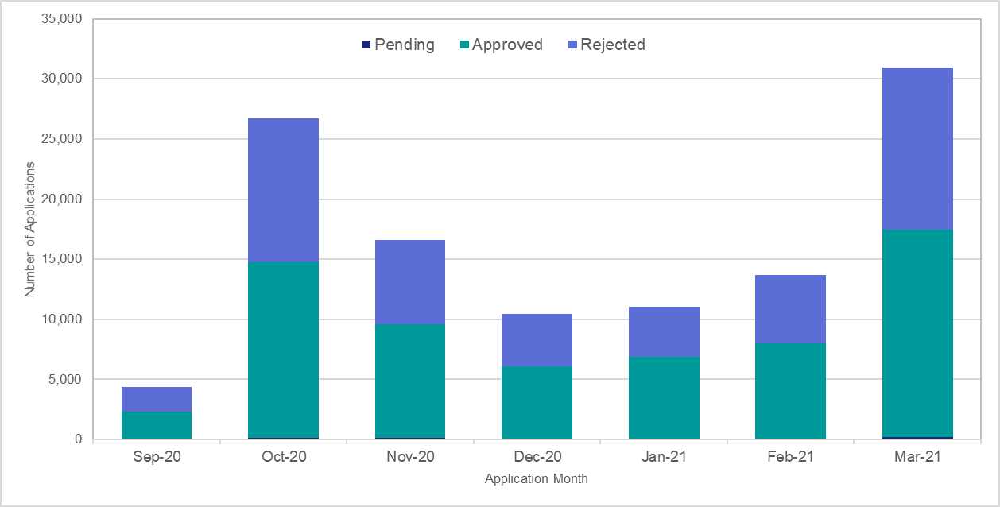 35,000
Pending Approved Rejected
30,000
25,000
20,000
15,000
10,000
5,000
0
Number of Applications
Sep-20 Oct-20 Nov-20 Dec-20 Jan-21 Feb-21 Mar-21
Application Month